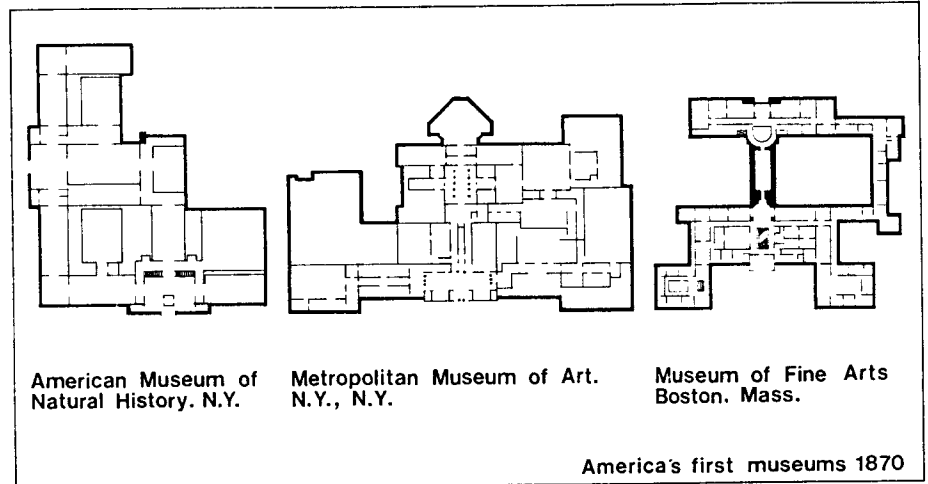 American Museum of
Natural History. N.Y.
Metropolitan Museum of Art.
N.Y., N.Y.
Museum of Fine Arts
Boston. Mass.
America's first museums 1870